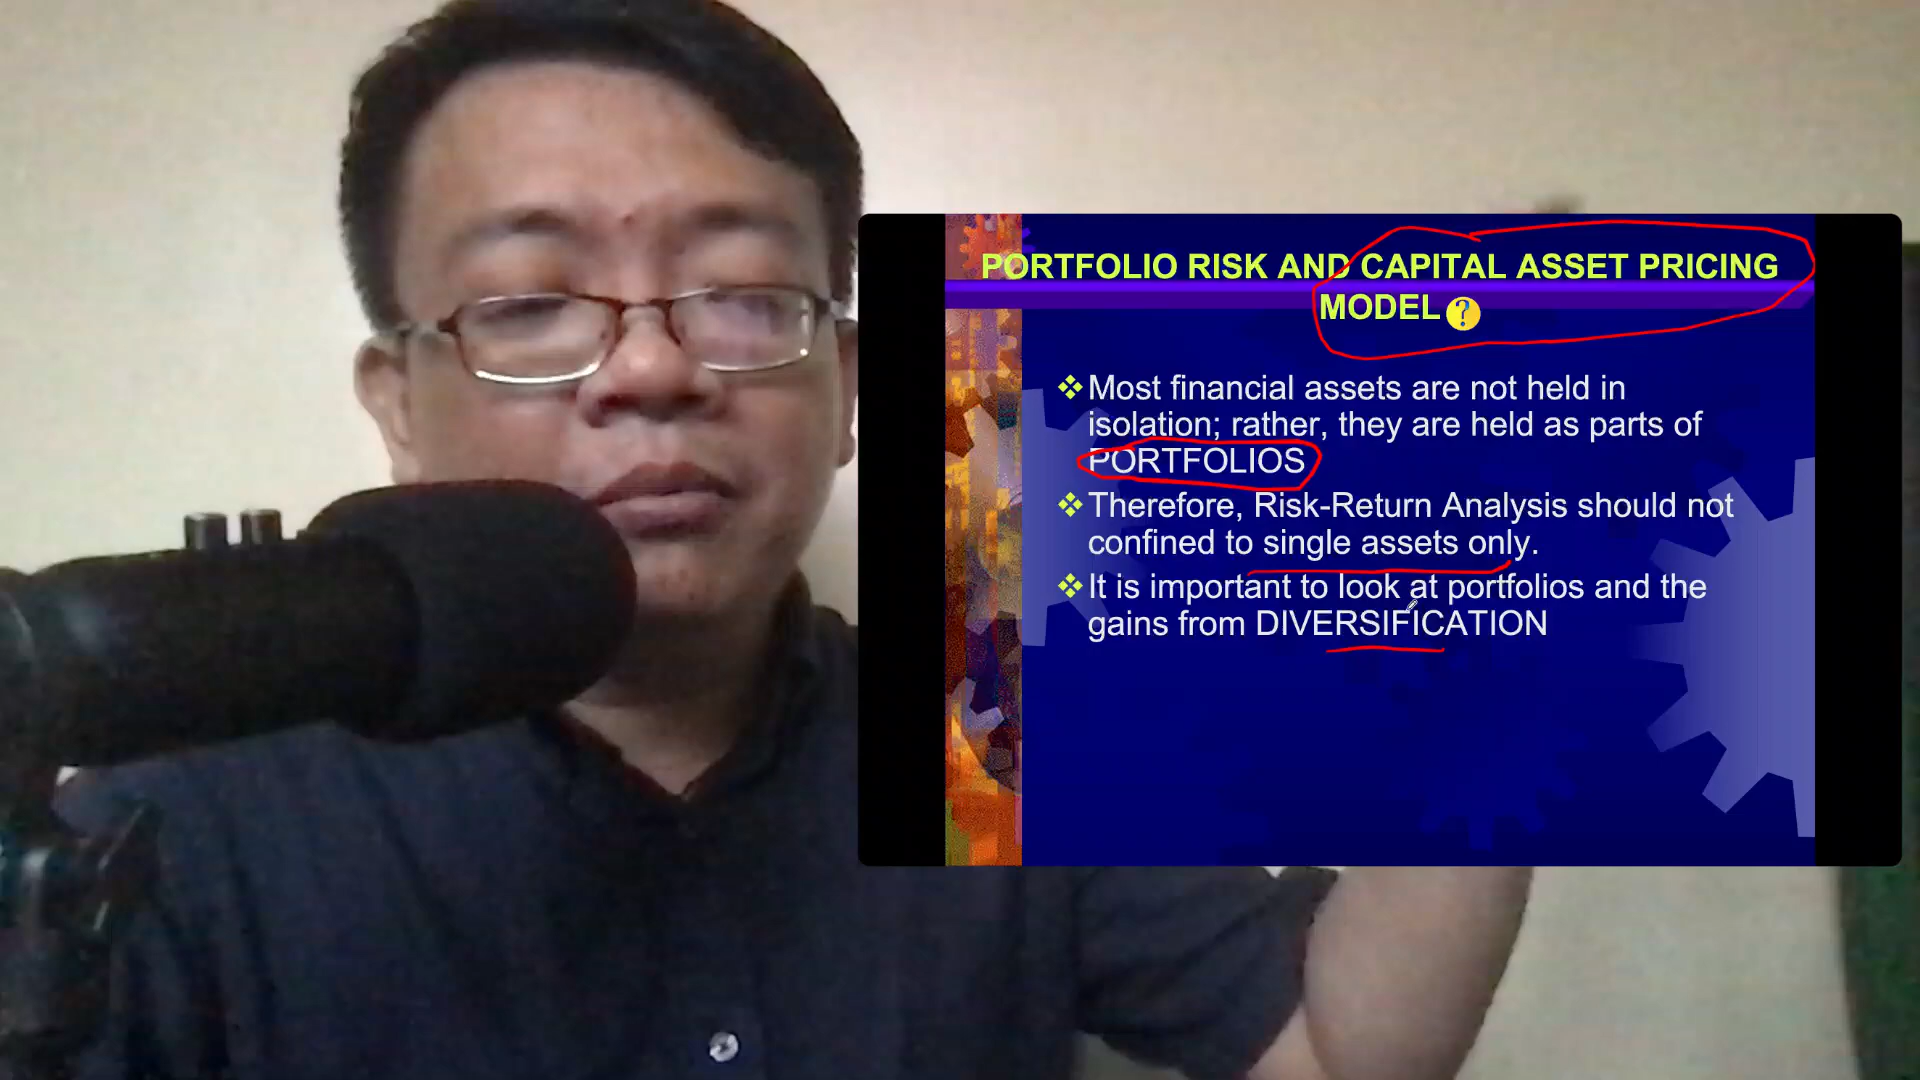 PORTFOLIO RISK AND CAPITAL ASSET PRICING
MODEL ?
❖ Most financial assets are not held in
isolation; rather, they are held as parts of
PORTFOLIOS
❖ Therefore, Risk-Return Analysis should not
confined to single assets only.
❖ It is important to look at portfolios and the
gains from DIVERSIFICATION